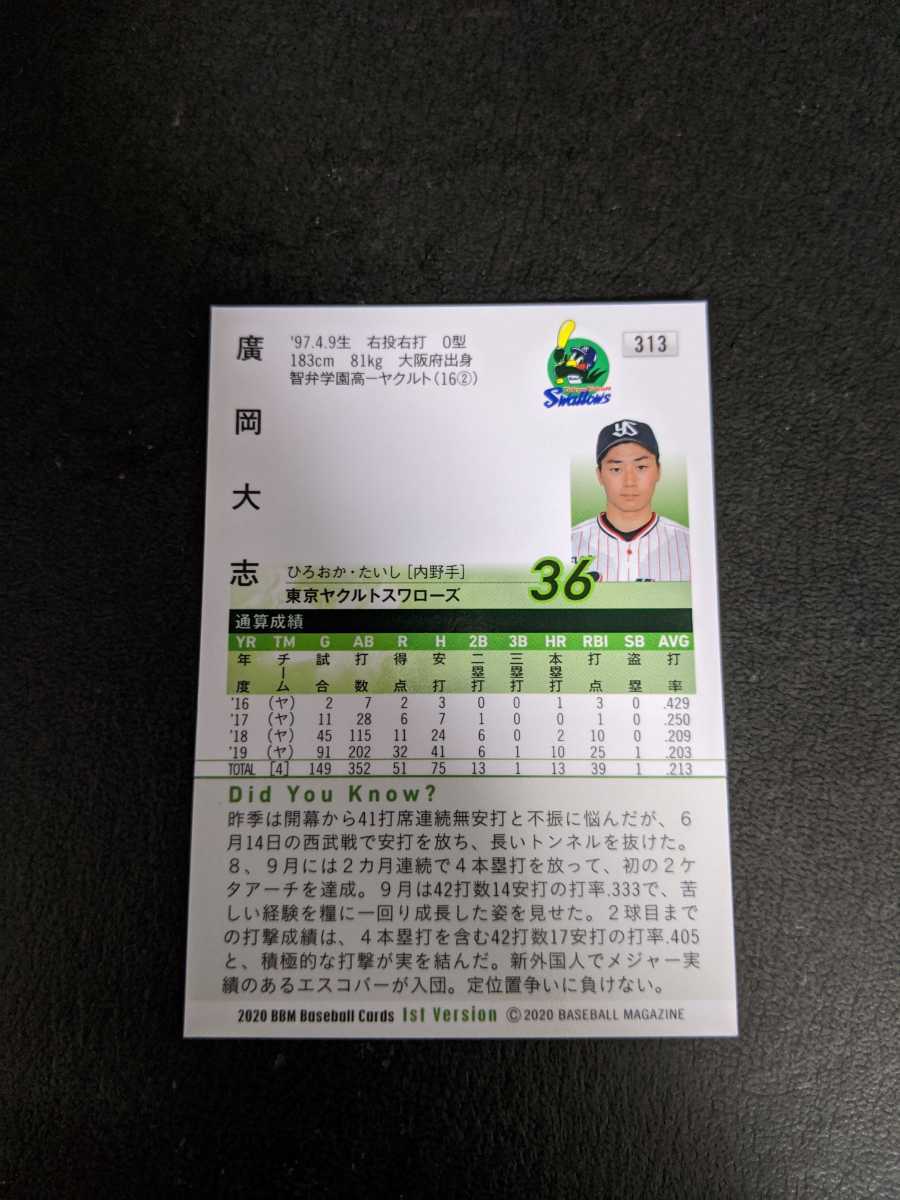 廣岡大志
'97.4.9生 右投右打 O型
183cm 81kg 大阪府出身
智弁学園高ーヤクルト(16②)
Swallows
313
YS
ひろおか・たいし [内野手]
東京ヤクルトスワローズ
36
通算成績
YR TM G AB R H 2B 3B HR RBI SB AVG
年度 チーム 試合 打数 得点 安打 二塁打 三塁打 本塁打 打点 盗塁 打率
'16 (ヤ) 2 7 2 3 0 0 1 3 0 .429
'17 (ヤ) 11 28 6 7 1 0 0 1 0 .250
'18 (ヤ) 45 115 11 24 6 0 2 10 0 .209
'19 (ヤ) 91 202 32 41 6 1 10 25 1 .203
TOTAL [4] 149 352 51 75 13 1 13 39 1 .213
Did You Know?
昨季は開幕から41打席連続無安打と不振に悩んだが、6
月14日の西武戦で安打を放ち、長いトンネルを抜けた。
8、9月には2カ月連続で4本塁打を放って、初の2ケ
タアーチを達成。9月は42打数14安打の打率.333で、苦
しい経験を糧に一回り成長した姿を見せた。2球目まで
の打撃成績は、4本塁打を含む42打数17安打の打率.405
と、積極的な打撃が実を結んだ。新外国人でメジャー実
績のあるエスコバーが入団。定位置争いに負けない。
2020 BBM Baseball Cards 1st Version ©2020 BASEBALL MAGAZINE